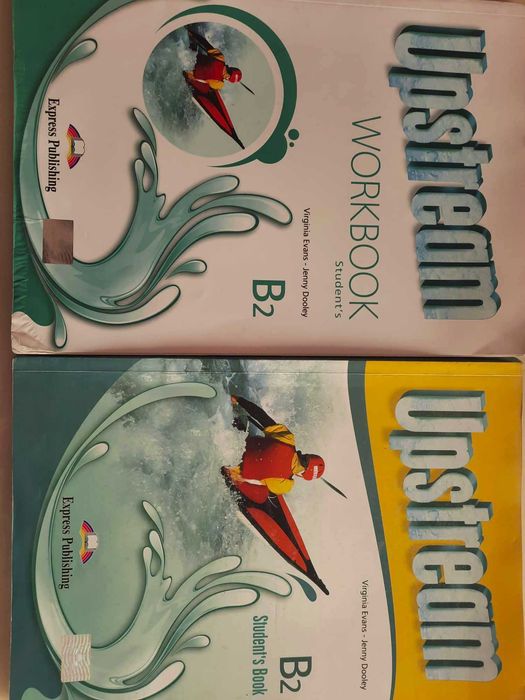 Upstream
WORKBOOK
Student's
Virginia Evans - Jenny Dooley
B2
Express Publishing
Upstream
Virginia Evans - Jenny Dooley
B2
Student's Book
Express Publishing